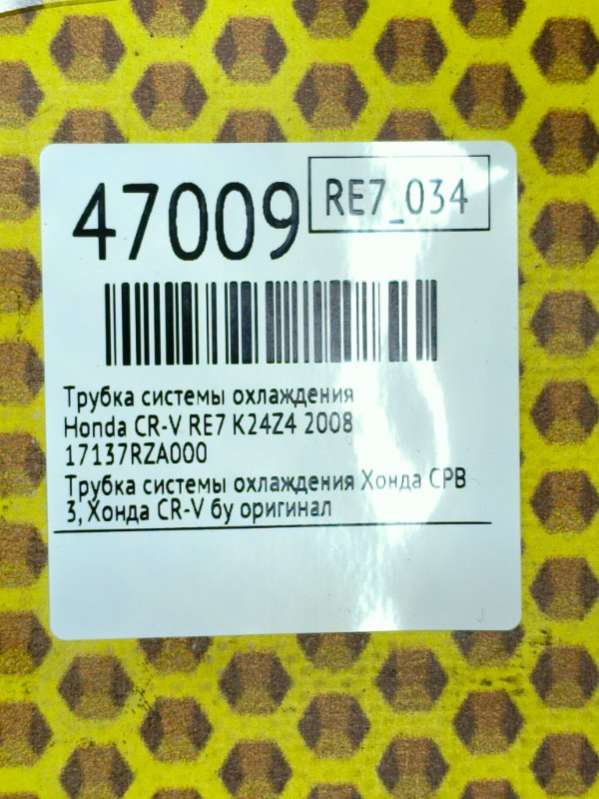 47009
RE7_034
Трубка системы охлаждения
Honda CR-V RE7 K24Z4 2008
17137RZA000
Трубка системы охлаждения Хонда СРВ
3, Хонда CR-V бу оригинал